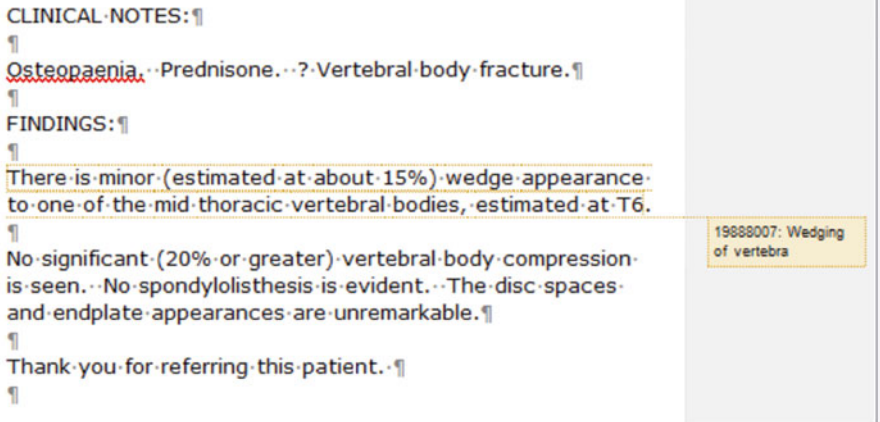 CLINICAL NOTES:¶
¶
Osteopaenia.  Prednisone.  ? Vertebral body fracture.¶
¶
FINDINGS:¶
¶
There is minor (estimated at about 15%) wedge appearance
to one of the mid thoracic vertebral bodies, estimated at T6.
¶
No significant (20% or greater) vertebral body compression
is seen.  No spondylolisthesis is evident.  The disc spaces
and endplate appearances are unremarkable.¶
¶
Thank you for referring this patient. ¶
¶
19888007: Wedging
of vertebra